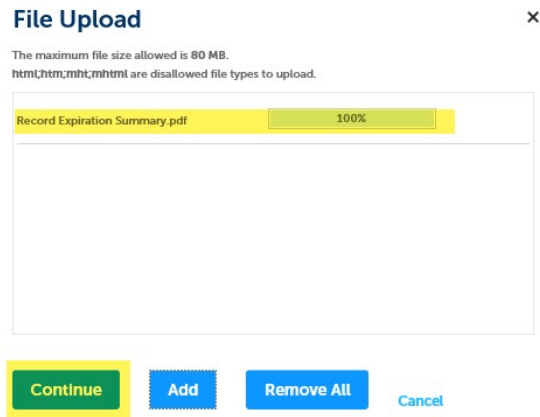 File Upload
×
The maximum file size allowed is 80 MB.
html;htm;mht;mhtml are disallowed file types to upload.
Record Expiration Summary.pdf 100%
Continue Add Remove All Cancel